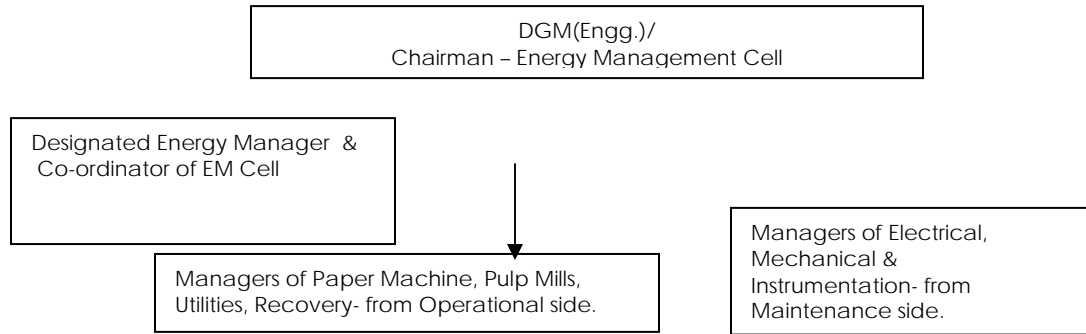 DGM(Engg.)/
Chairman – Energy Management Cell
Designated Energy Manager &
Co-ordinator of EM Cell
Managers of Paper Machine, Pulp Mills,
Utilities, Recovery- from Operational side.
Managers of Electrical,
Mechanical &
Instrumentation- from
Maintenance side.